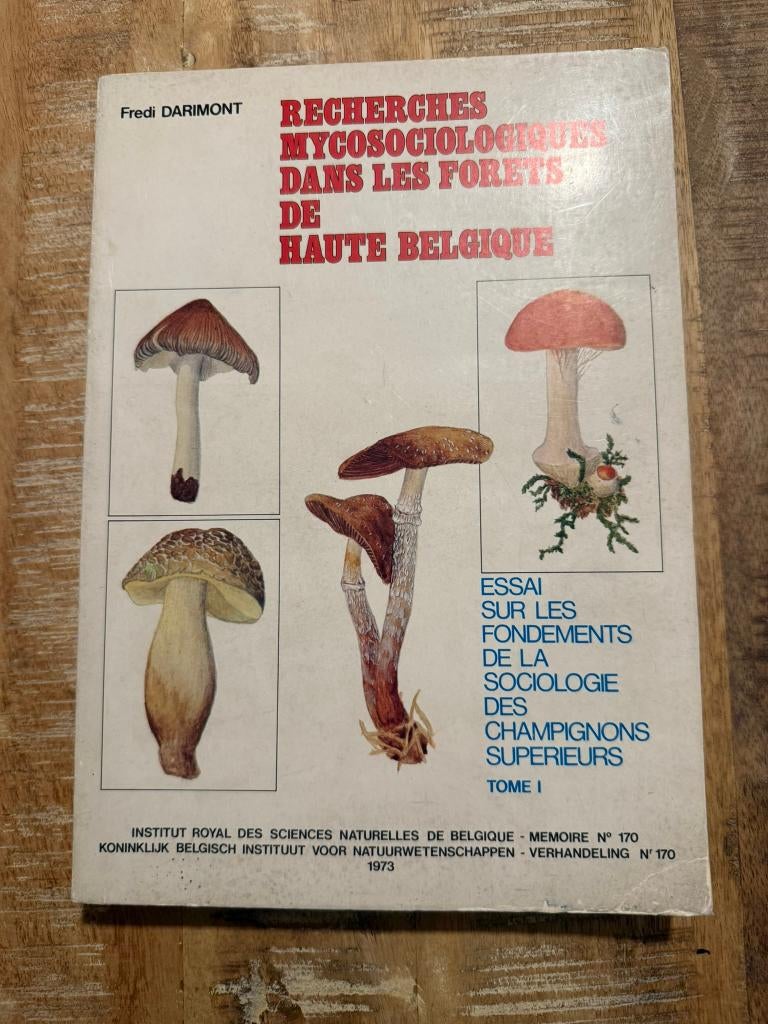 Fredi DARIMONT
RECHERCHES
MYCOSOCIOLOGIQUES
DANS LES FORETS
DE
HAUTE BELGIQUE
ESSAI
SUR LES
FONDEMENTS
DE LA
SOCIOLOGIE
DES
CHAMPIGNONS
SUPERIEURS
TOME I
INSTITUT ROYAL DES SCIENCES NATURELLES DE BELGIQUE - MEMOIRE N° 170
KONINKLIJK BELGISCH INSTITUUT VOOR NATUURWETENSCHAPPEN - VERHANDELING Nʳ 170
1973